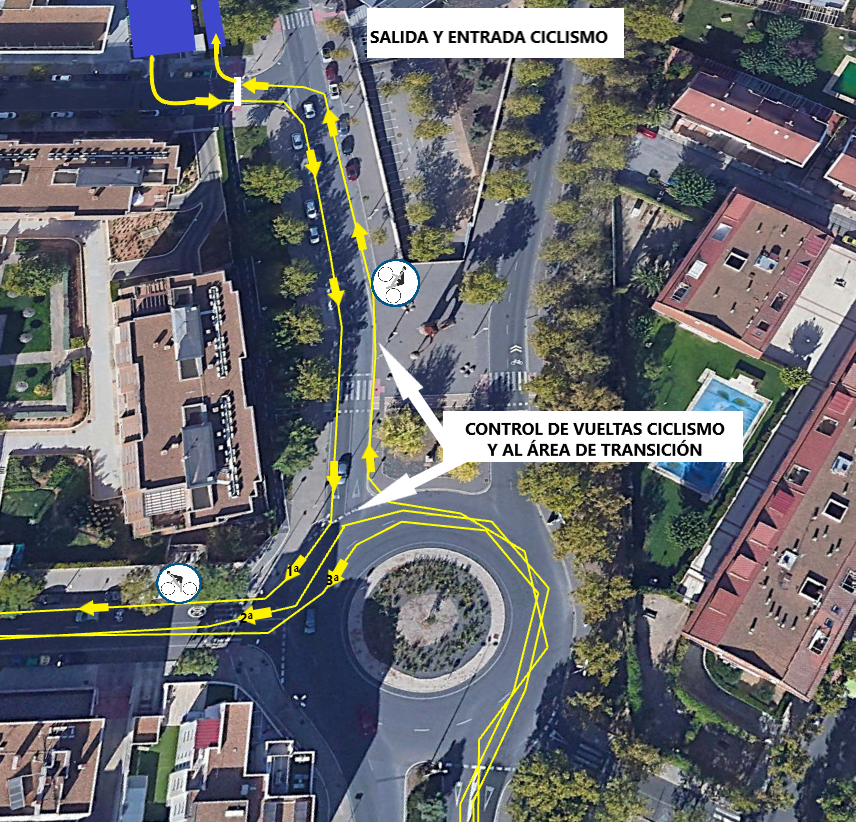 SALIDA Y ENTRADA CICLISMO
CONTROL DE VUELTAS CICLISMO
Y AL ÁREA DE TRANSICIÓN
1ª
3ª
2ª